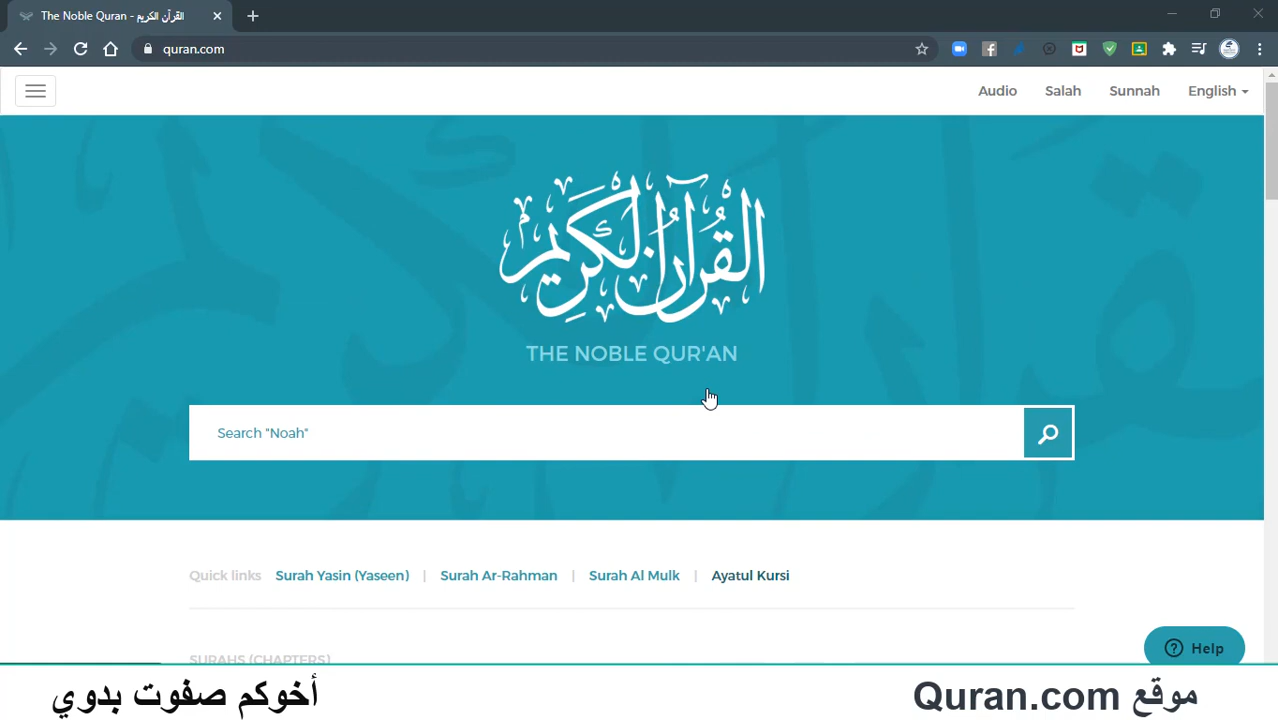 The Noble Quran - القرآن الكريم
quran.com
Audio Salah Sunnah English
القرآن الكريم
THE NOBLE QUR'AN
Search "Noah"
Quick links Surah Yasin (Yaseen) | Surah Ar-Rahman | Surah Al Mulk | Ayatul Kursi
SURAHS (CHAPTERS)
Help
موقع Quran.com
أخوكم صفوت بدوي